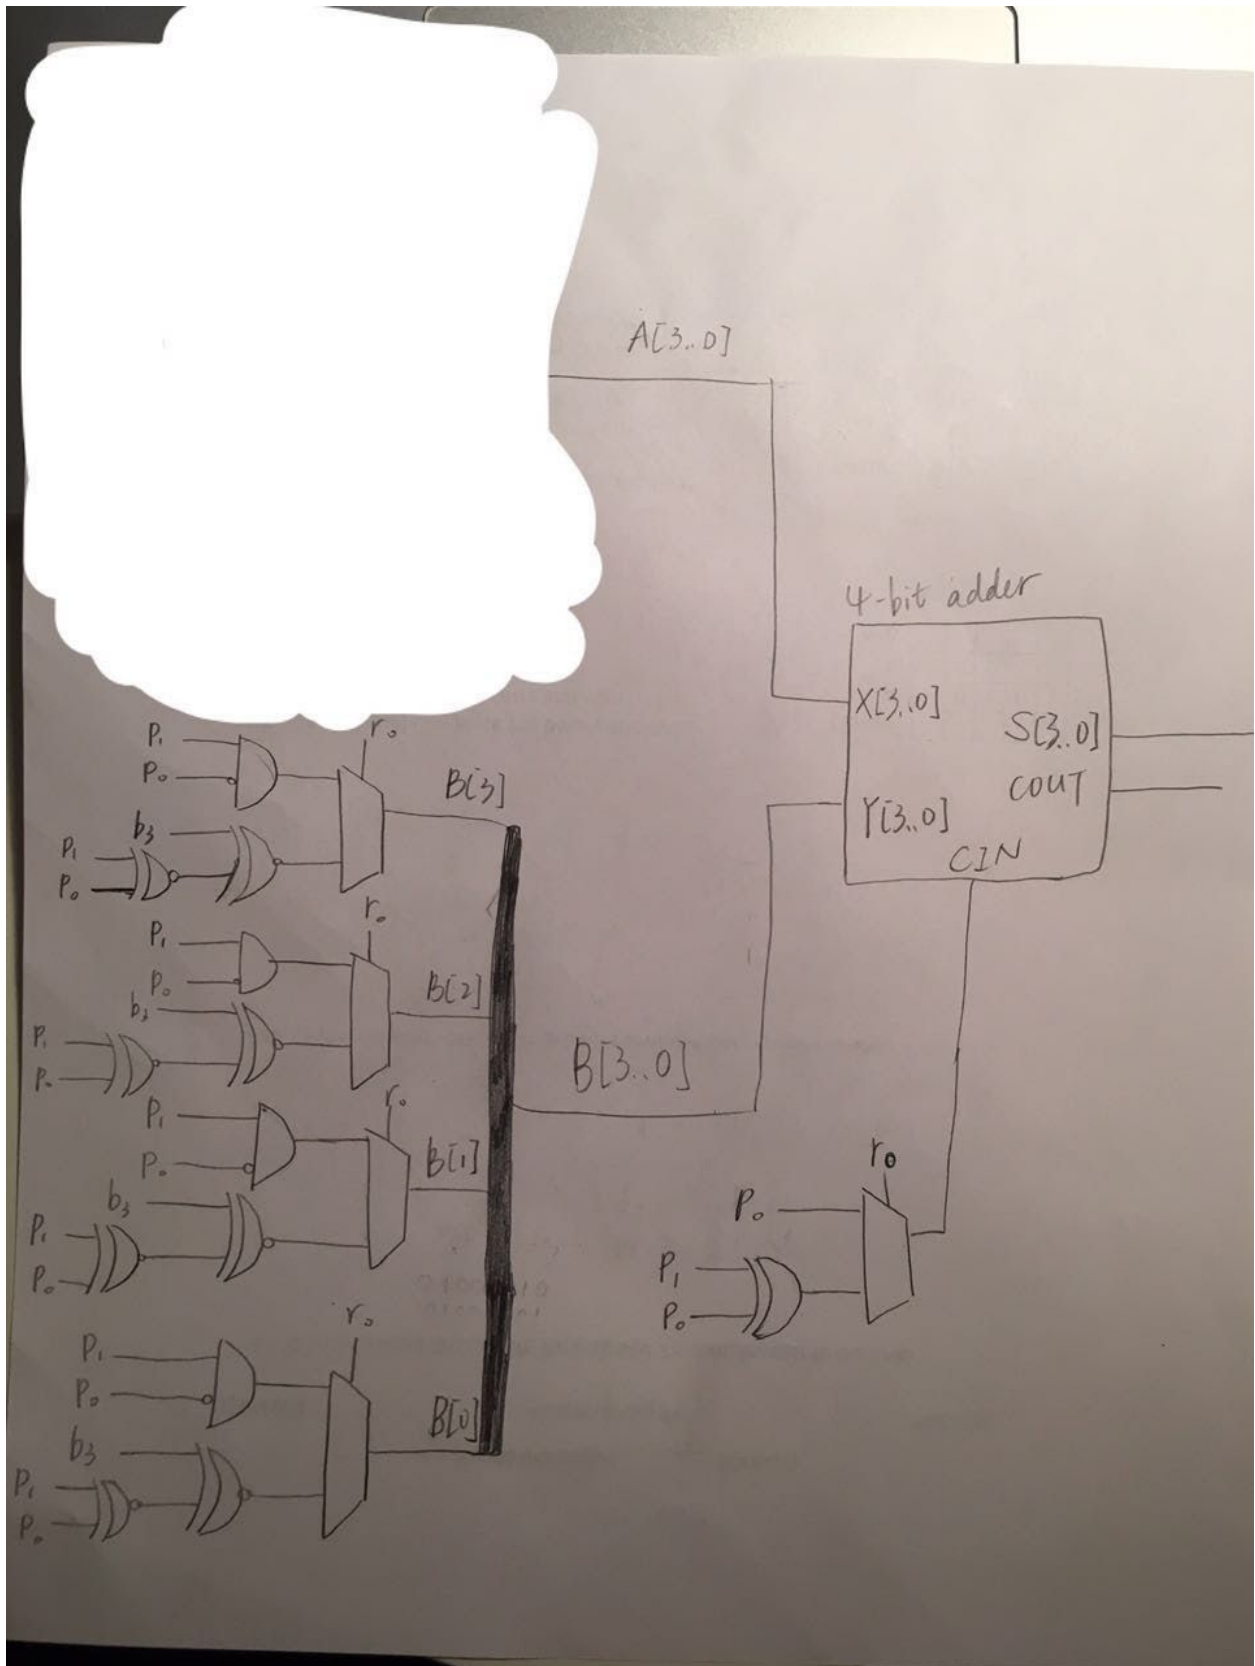 A[3..0]
4-bit adder
X[3..0]
S[3..0]
COUT
Y[3..0]
CIN
P₁
r₀
P₀
B[3]
b₃
P₁
P₀
r₀
P₁
P₀
B[2]
b₃
P₁
P₀
B[3..0]
r₀
P₁
P₀
B[1]
b₃
P₁
P₀
r₀
P₀
P₁
P₀
r₀
P₁
P₀
B[0]
b₃
P₁
P₀